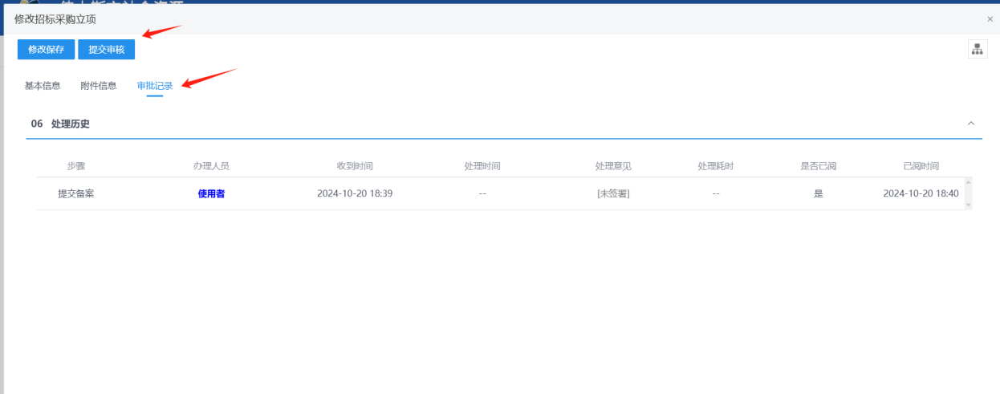 修改招标采购立项
×
修改保存 提交审核
基本信息 附件信息 审批记录
06 处理历史
步骤 办理人员 收到时间 处理时间 处理意见 处理耗时 是否已阅 已阅时间
提交备案 使用者 2024-10-20 18:39 -- [未签署] -- 是 2024-10-20 18:40